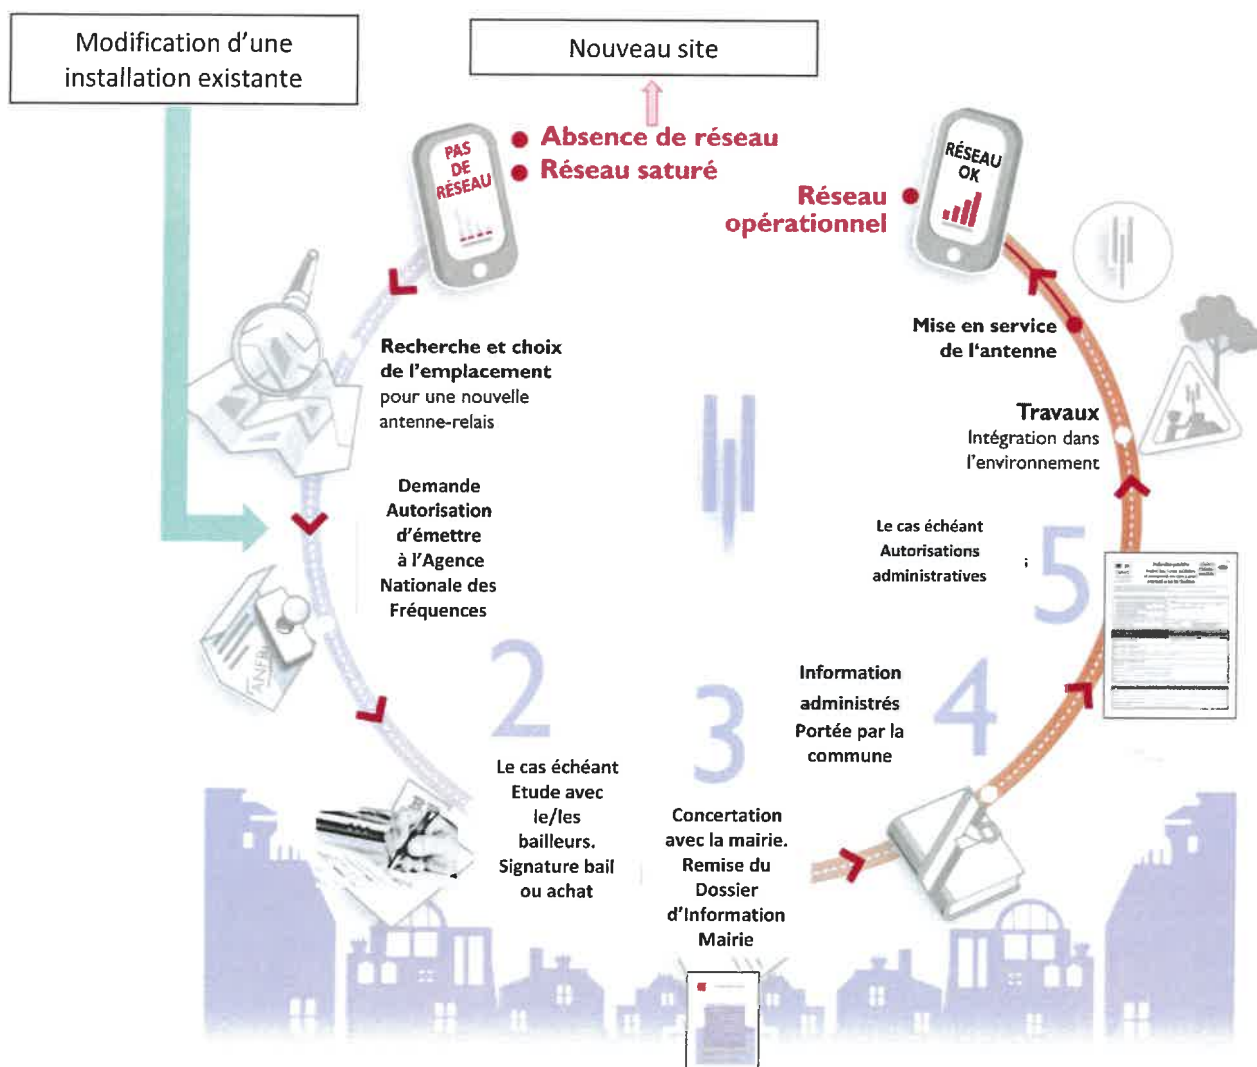 Modification d'une
installation existante
Nouveau site
PAS
DE
RÉSEAU
Absence de réseau
Réseau saturé
RÉSEAU
OK
Réseau
opérationnel
Recherche et choix
de l'emplacement
pour une nouvelle
antenne-relais
Mise en service
de l'antenne
Travaux
Intégration dans
l'environnement
Demande
Autorisation
d'émettre
à l'Agence
Nationale des
Fréquences
ANFR
Le cas échéant
Autorisations
administratives
5
2
Le cas échéant
Etude avec
le/les
bailleurs.
Signature bail
ou achat
3
Concertation
avec la mairie.
Remise du
Dossier
d'Information
Mairie
4
Information
administrés
Portée par la
commune